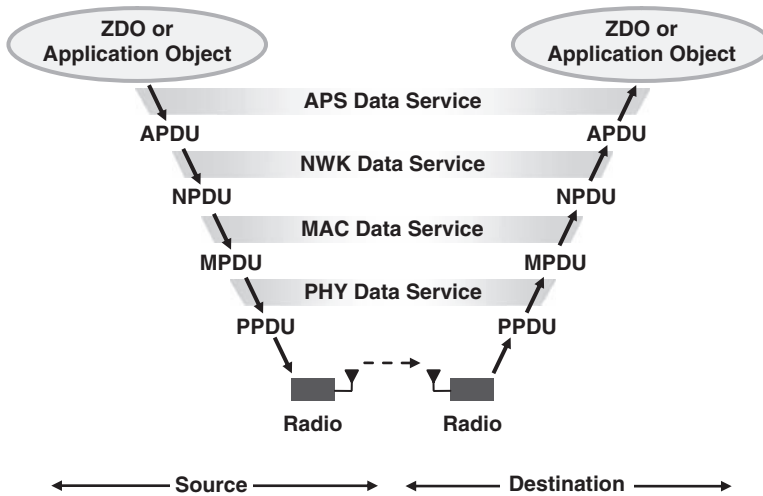 ZDO or
Application Object
ZDO or
Application Object
APS Data Service
APDU
APDU
NWK Data Service
NPDU
NPDU
MAC Data Service
MPDU
MPDU
PHY Data Service
PPDU
PPDU
Radio
Radio
Source
Destination